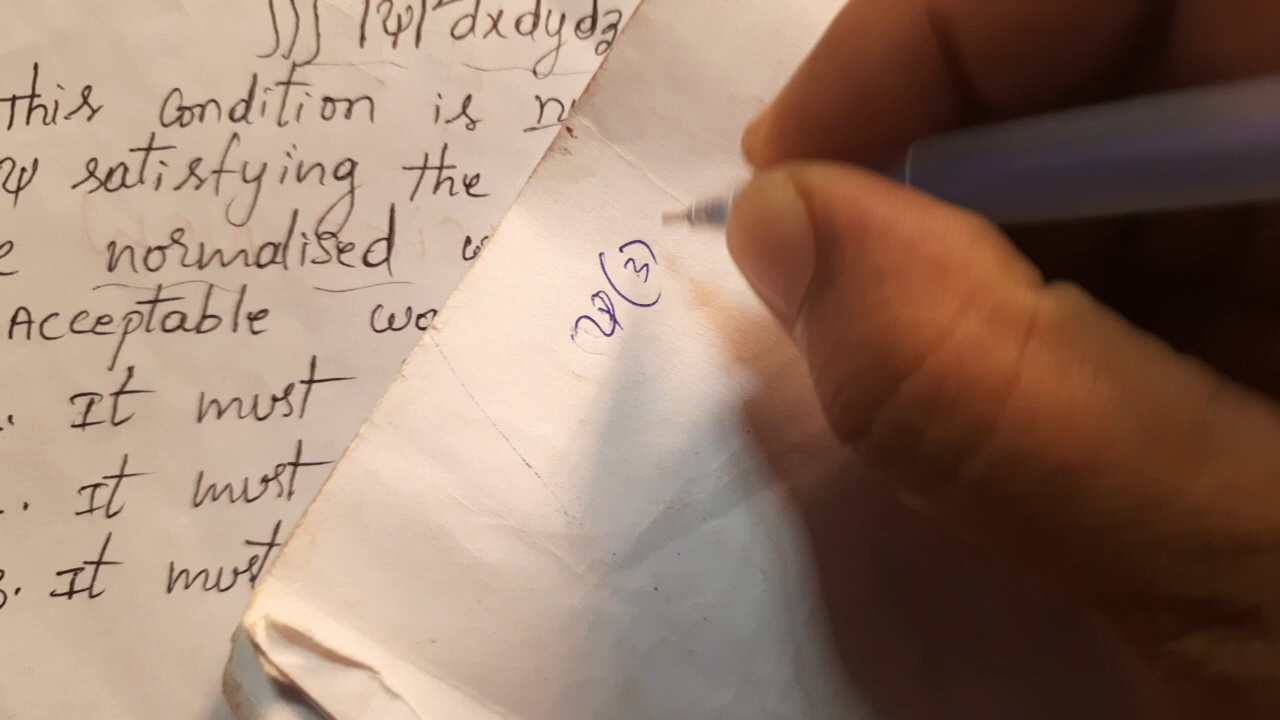 ∭ |ψ|² dxdydz
This condition is
ψ satisfying the
normalised
Acceptable
. It must
. It must
3. It must
ψ(3)